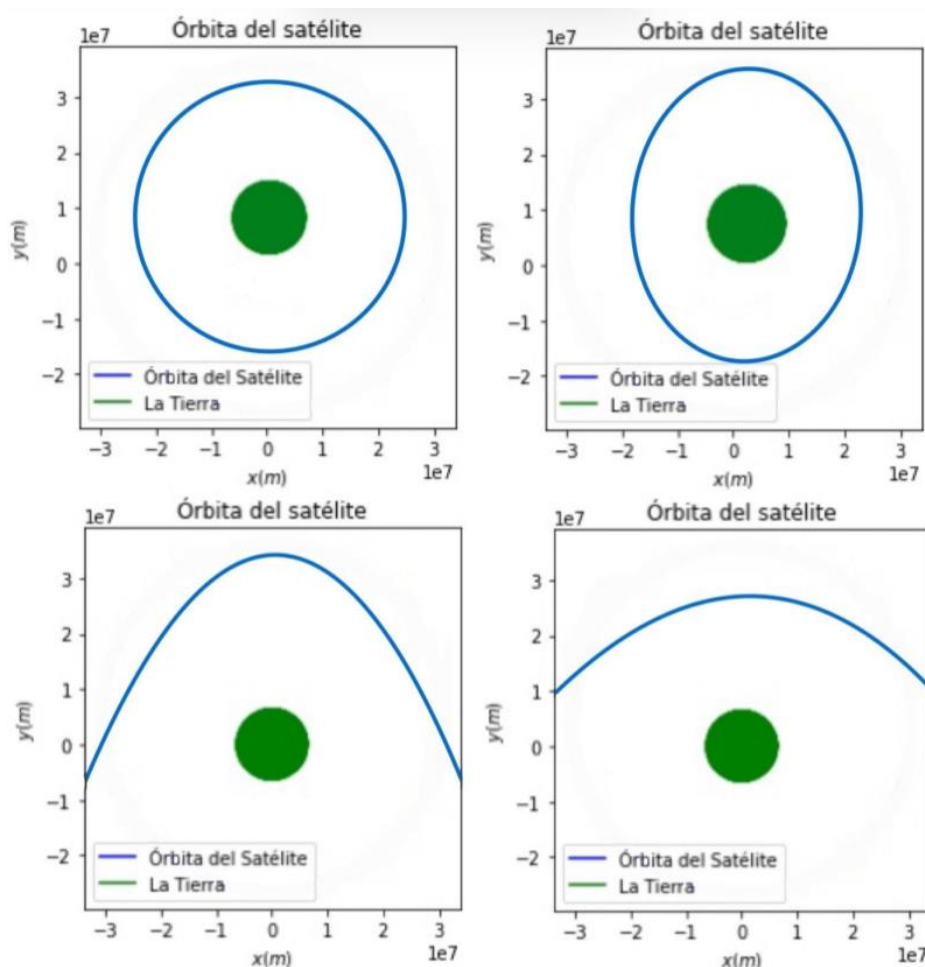 Órbita del satélite
1e7
3
2
1
0
−1
−2
y(m)
Órbita del Satélite
La Tierra
−3 −2 −1 0 1 2 3
1e7
x(m)
Órbita del satélite
1e7
3
2
1
0
−1
−2
y(m)
Órbita del Satélite
La Tierra
−3 −2 −1 0 1 2 3
1e7
x(m)
Órbita del satélite
1e7
3
2
1
0
−1
−2
y(m)
Órbita del Satélite
La Tierra
−3 −2 −1 0 1 2 3
1e7
x(m)
Órbita del satélite
1e7
3
2
1
0
−1
−2
y(m)
Órbita del Satélite
La Tierra
−3 −2 −1 0 1 2 3
1e7
x(m)